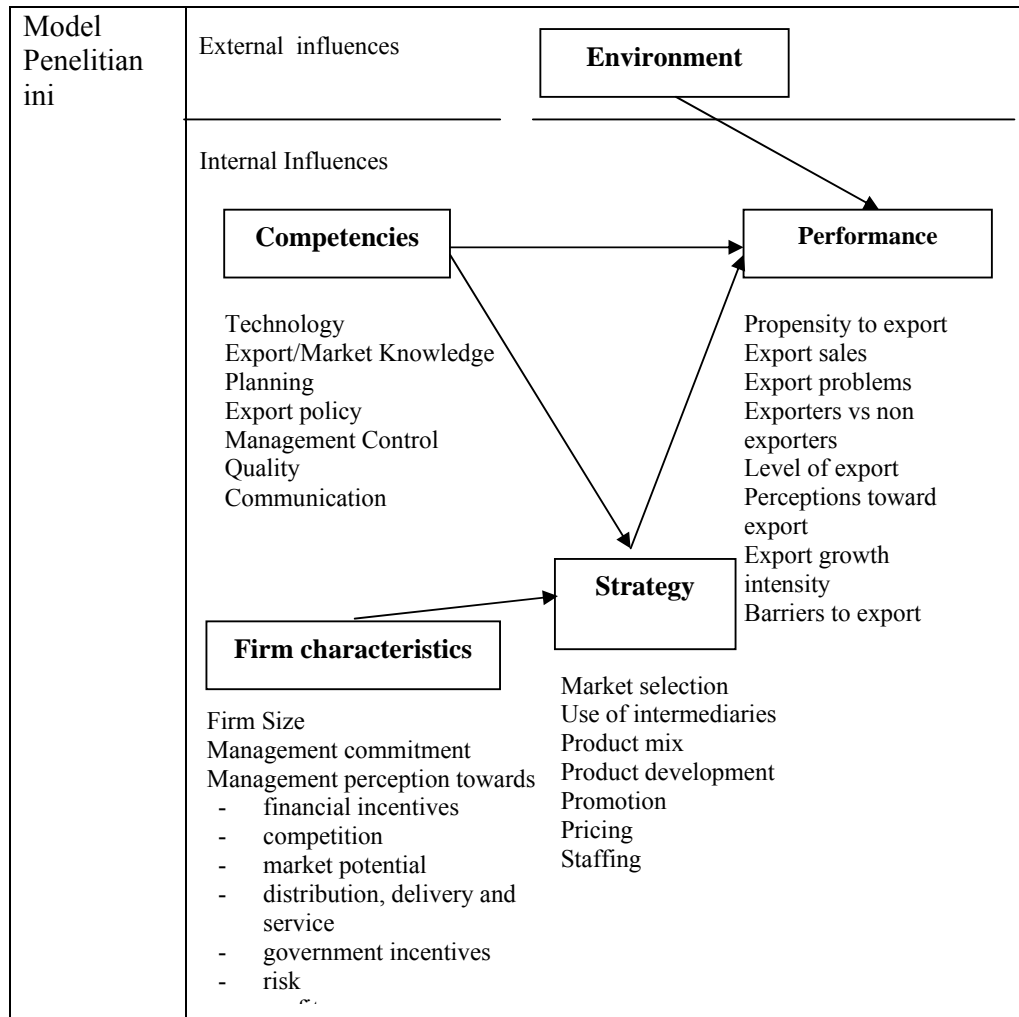 Model
Penelitian
ini
External influences
Environment
Internal Influences
Competencies
Performance
Technology
Export/Market Knowledge
Planning
Export policy
Management Control
Quality
Communication
Propensity to export
Export sales
Export problems
Exporters vs non
exporters
Level of export
Perceptions toward
export
Export growth
intensity
Barriers to export
Strategy
Firm characteristics
Firm Size
Management commitment
Management perception towards
- financial incentives
- competition
- market potential
- distribution, delivery and
service
- government incentives
- risk
Market selection
Use of intermediaries
Product mix
Product development
Promotion
Pricing
Staffing